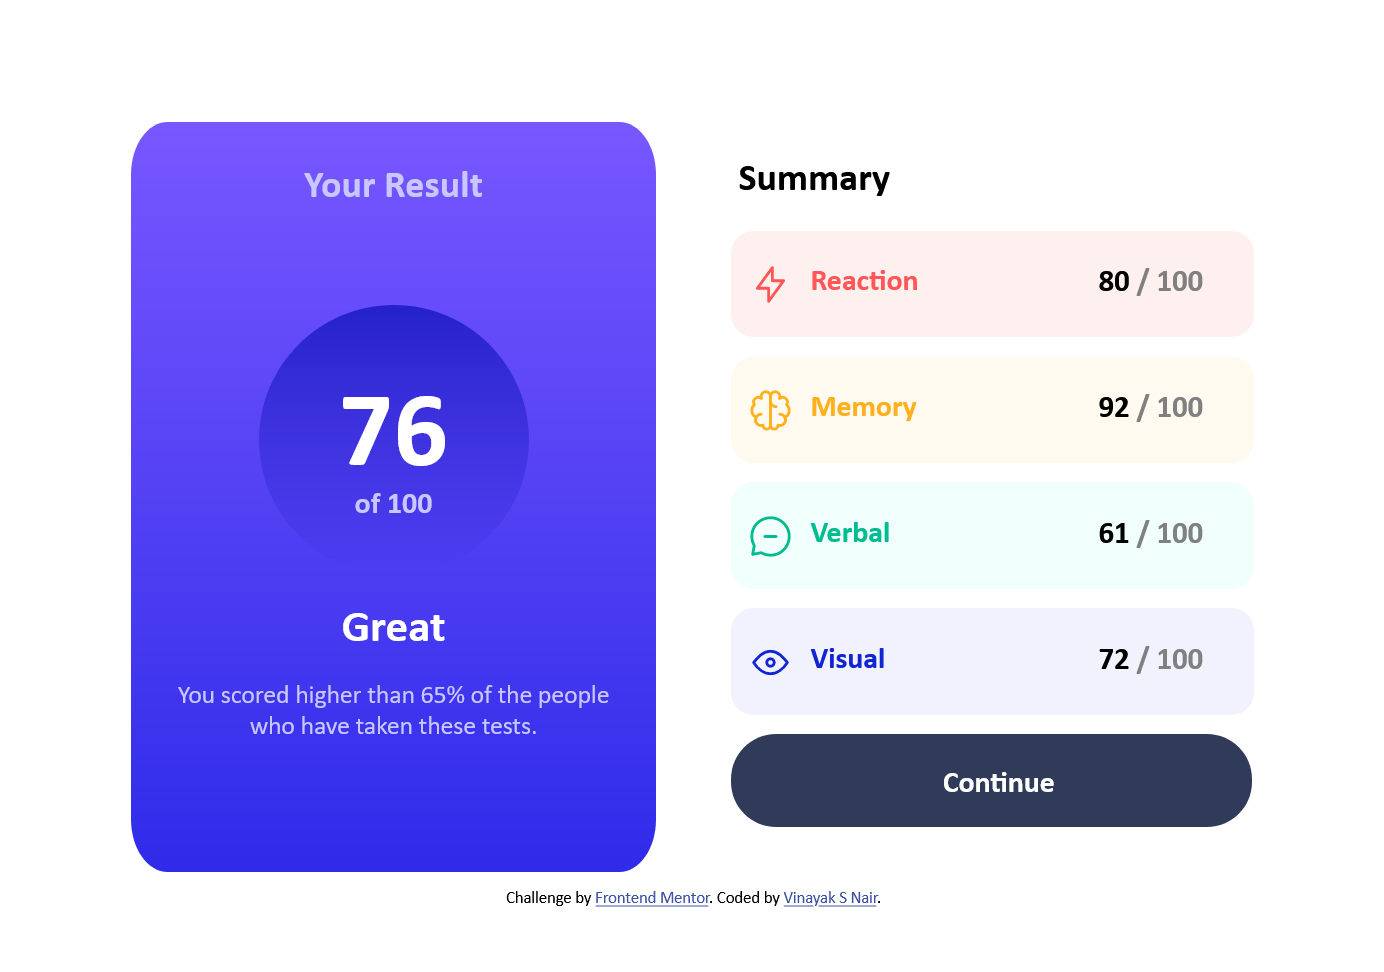 Your Result
76
of 100
Great
You scored higher than 65% of the people
who have taken these tests.
Summary
Reaction 80 / 100
Memory 92 / 100
Verbal 61 / 100
Visual 72 / 100
Continue
Challenge by Frontend Mentor. Coded by Vinayak S Nair.